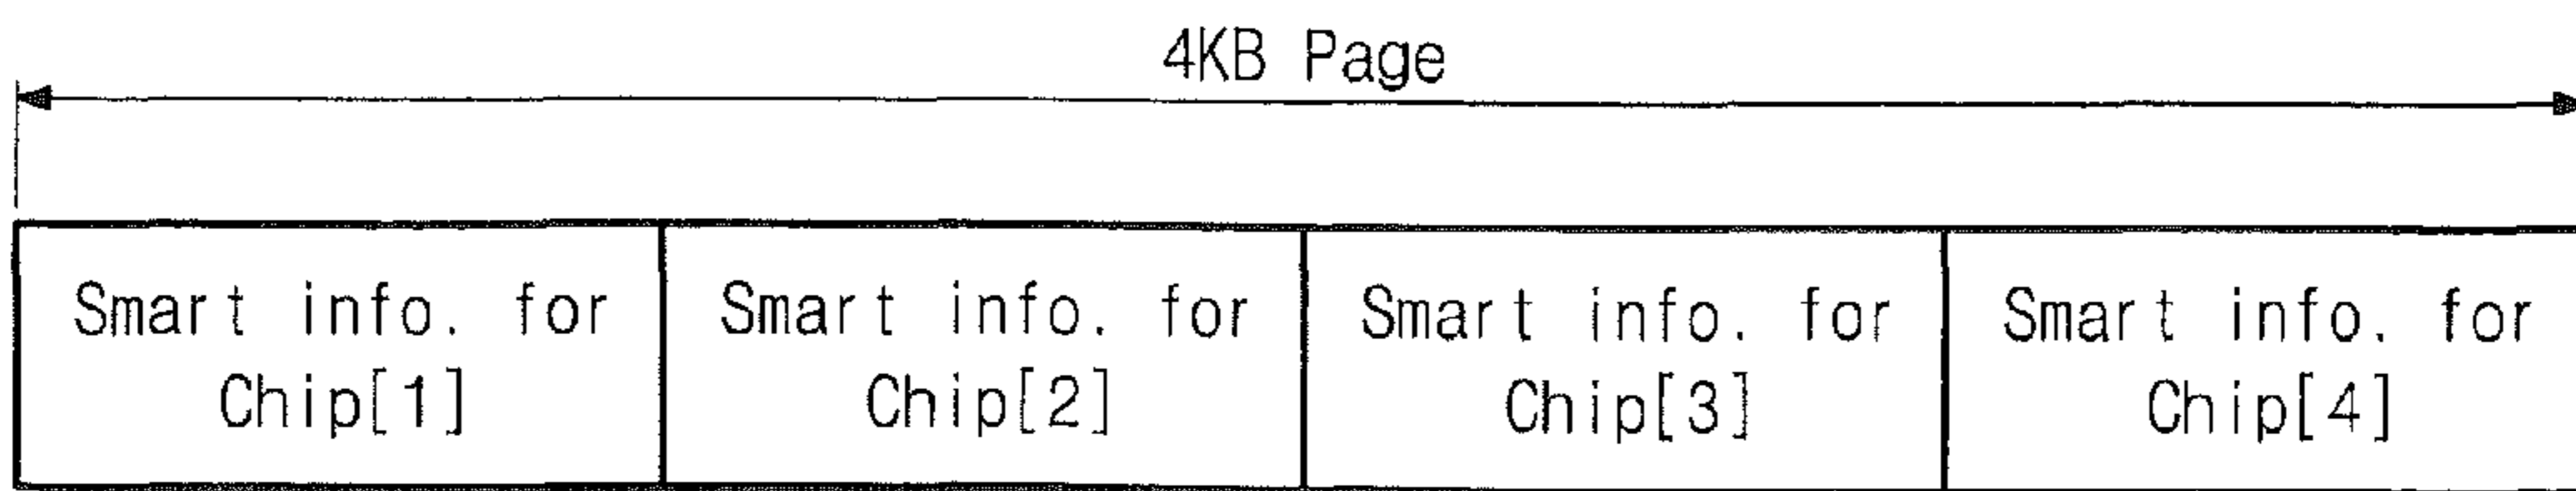 4KB Page
Smart info. for
Chip[1]
Smart info. for
Chip[2]
Smart info. for
Chip[3]
Smart info. for
Chip[4]